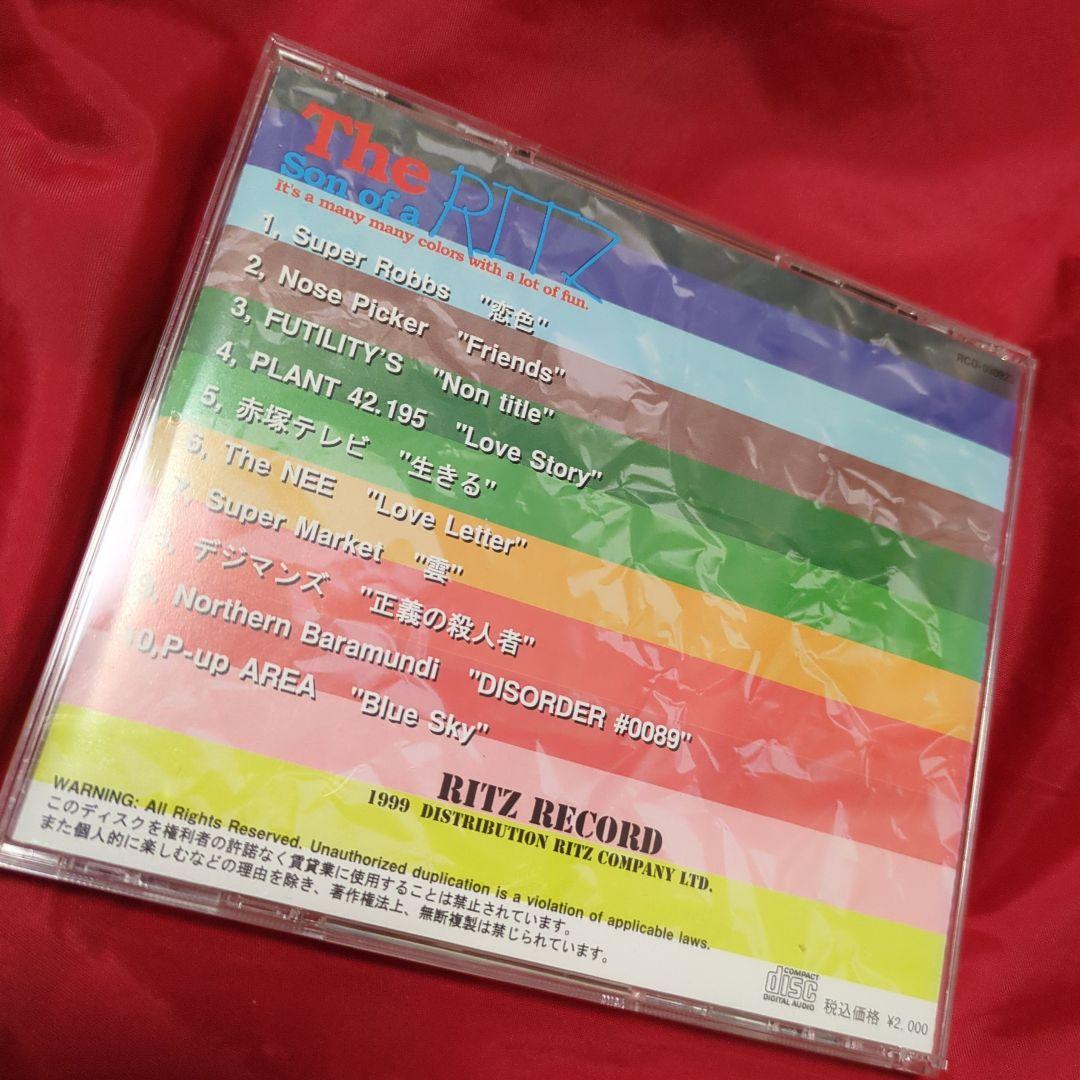 The
Son of a RITZ
It's a many many colors with a lot of fun.
1, Super Robbs "恋色"
2, Nose Picker "Friends"
3, FUTILITY'S "Non title"
4, PLANT 42.195 "Love Story"
5, 赤塚テレビ "生きる"
6, The NEE "Love Letter"
7, Super Market "雲"
8, デジマンズ "正義の殺人者"
9, Northern Baramundi "DISORDER #0089"
10,P-up AREA "Blue Sky"
RITZ RECORD
1999 DISTRIBUTION RITZ COMPANY LTD.
WARNING: All Rights Reserved. Unauthorized duplication is a violation of applicable laws.
このディスクを権利者の許諾なく賃貸業に使用することは禁止されています。
また個人的に楽しむなどの理由を除き、著作権法上、無断複製は禁じられています。
COMPACT
disc
DIGITAL AUDIO
税込価格 ¥2,000